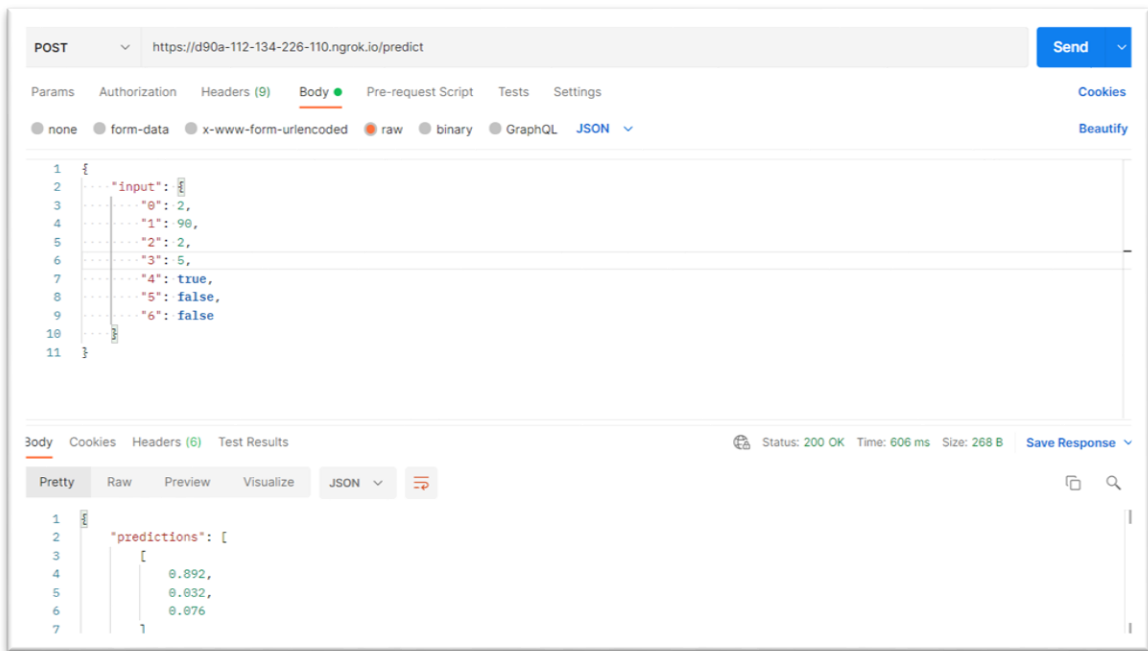 POST https://d90a-112-134-226-110.ngrok.io/predict Send
Params Authorization Headers (9) Body Pre-request Script Tests Settings Cookies
none form-data x-www-form-urlencoded raw binary GraphQL JSON Beautify
1 {
2 "input": {
3 "0": 2,
4 "1": 90,
5 "2": 2,
6 "3": 5,
7 "4": true,
8 "5": false,
9 "6": false
10 }
11 }
Body Cookies Headers (6) Test Results Status: 200 OK Time: 606 ms Size: 268 B Save Response
Pretty Raw Preview Visualize JSON
1 {
2 "predictions": [
3 [
4 0.892,
5 0.032,
6 0.076
7 ]